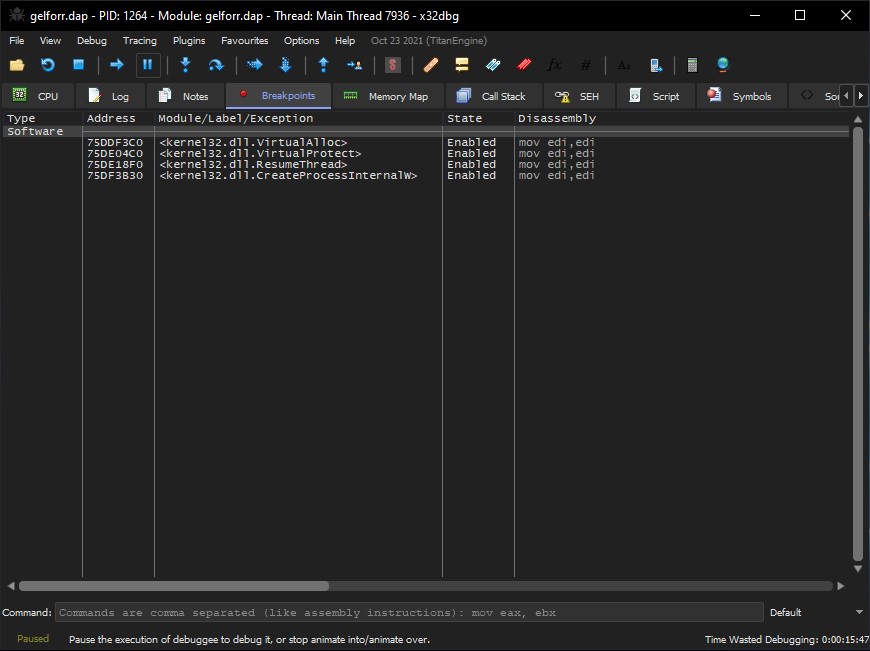 gelforr.dap - PID: 1264 - Module: gelforr.dap - Thread: Main Thread 7936 - x32dbg
File View Debug Tracing Plugins Favourites Options Help Oct 23 2021 (TitanEngine)
CPU Log Notes Breakpoints Memory Map Call Stack SEH Script Symbols Sou
Type Address Module/Label/Exception State Disassembly
Software
75DDF3C0 <kernel32.dll.VirtualAlloc> Enabled mov edi,edi
75DE04C0 <kernel32.dll.VirtualProtect> Enabled mov edi,edi
75DE18F0 <kernel32.dll.ResumeThread> Enabled mov edi,edi
75DF3B30 <kernel32.dll.CreateProcessInternalW> Enabled mov edi,edi
Command: Commands are comma separated (like assembly instructions): mov eax, ebx Default
Paused Pause the execution of debuggee to debug it, or stop animate into/animate over. Time Wasted Debugging: 0:00:15:47